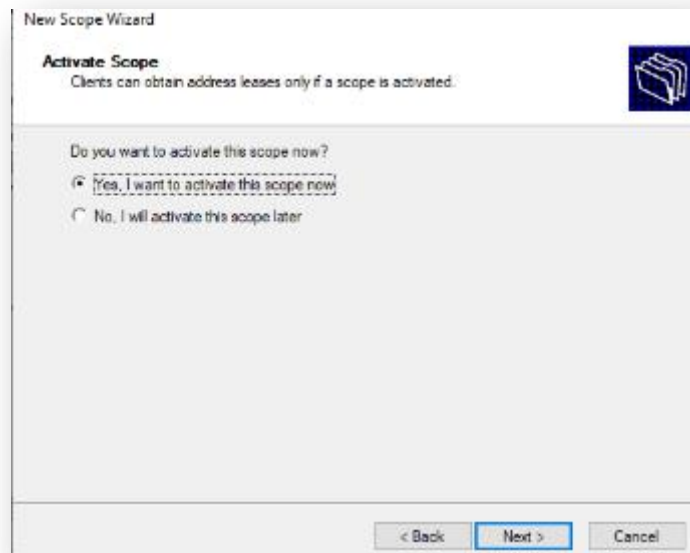 New Scope Wizard
Activate Scope
Clients can obtain address leases only if a scope is activated.
Do you want to activate this scope now?
Yes, I want to activate this scope now
No, I will activate this scope later
< Back Next > Cancel